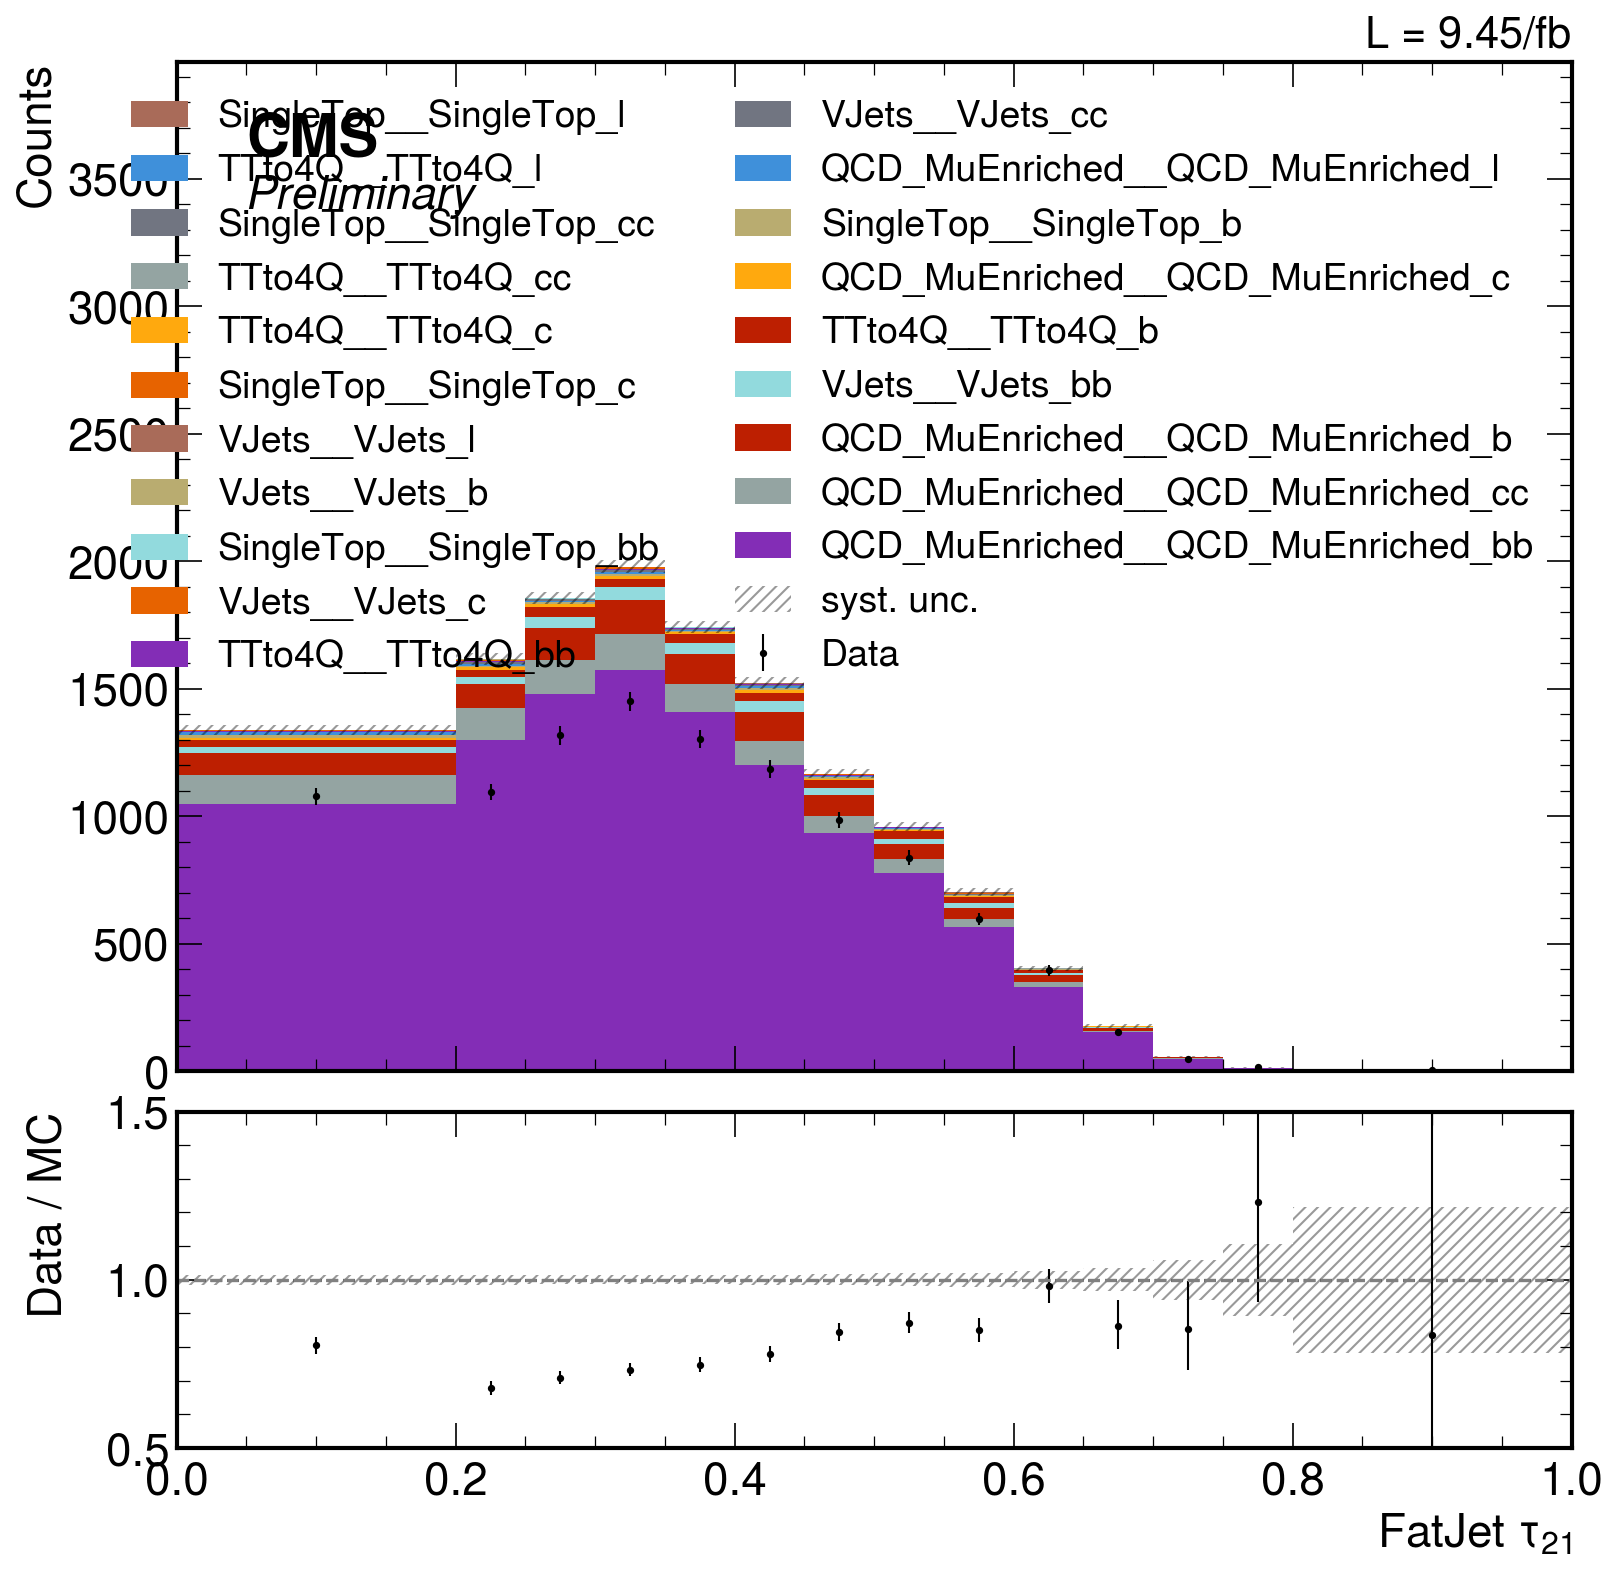 L = 9.45/fb
Counts
CMS
Preliminary
SingleTop__SingleTop_l
TTto4Q__TTto4Q_l
SingleTop__SingleTop_cc
TTto4Q__TTto4Q_cc
TTto4Q__TTto4Q_c
SingleTop__SingleTop_c
VJets__VJets_l
VJets__VJets_b
SingleTop__SingleTop_bb
VJets__VJets_c
TTto4Q__TTto4Q_bb
VJets__VJets_cc
QCD_MuEnriched__QCD_MuEnriched_l
SingleTop__SingleTop_b
QCD_MuEnriched__QCD_MuEnriched_c
TTto4Q__TTto4Q_b
VJets__VJets_bb
QCD_MuEnriched__QCD_MuEnriched_b
QCD_MuEnriched__QCD_MuEnriched_cc
QCD_MuEnriched__QCD_MuEnriched_bb
syst. unc.
Data
3500
3000
2500
2000
1500
1000
500
0
Data / MC
1.5
1.0
0.5
0.0 0.2 0.4 0.6 0.8 1.0
FatJet τ₂₁